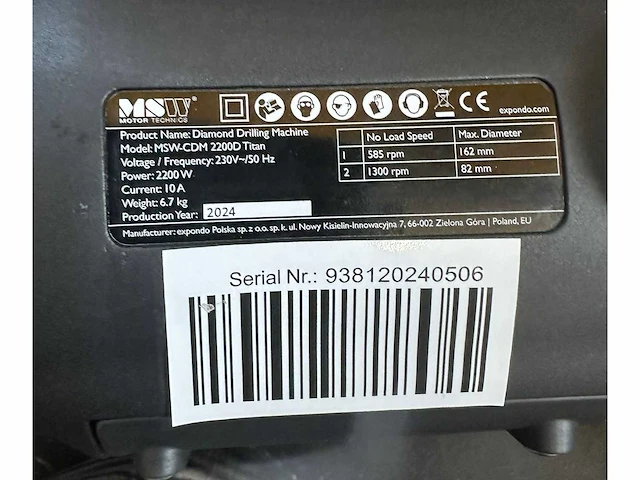 MSW®
MOTOR TECHNICS
CE
expondo.com
Product Name: Diamond Drilling Machine
Model: MSW-CDM 2200D Titan
Voltage / Frequency: 230V~/50 Hz
Power: 2200 W
Current: 10 A
Weight: 6.7 kg
Production Year: 2024
No Load Speed Max. Diameter
1 585 rpm 162 mm
2 1300 rpm 82 mm
Manufacturer: expondo Polska sp. z o.o. sp. k. ul. Nowy Kisielin-Innowacyjna 7, 66-002 Zielona Góra | Poland, EU
Serial Nr.: 938120240506